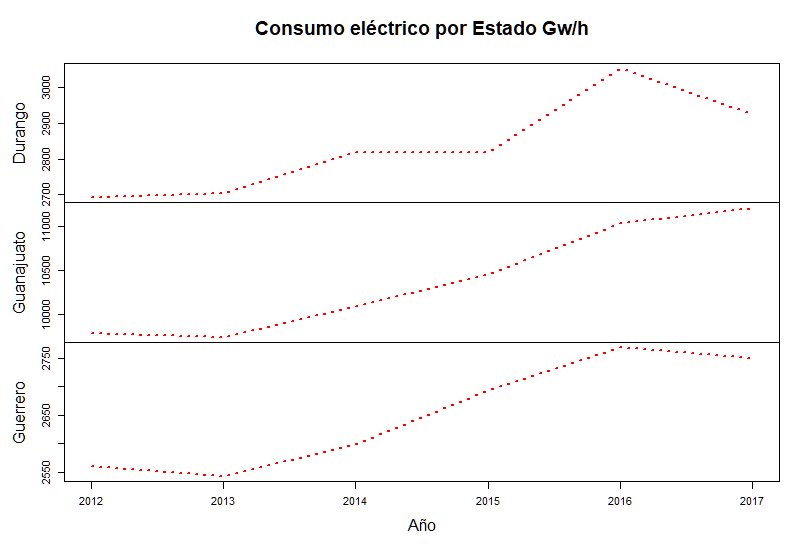 Consumo eléctrico por Estado Gw/h
Durango
3000
2900
2800
2700
Guanajuato
11000
10500
10000
Guerrero
2750
2650
2550
2012 2013 2014 2015 2016 2017
Año